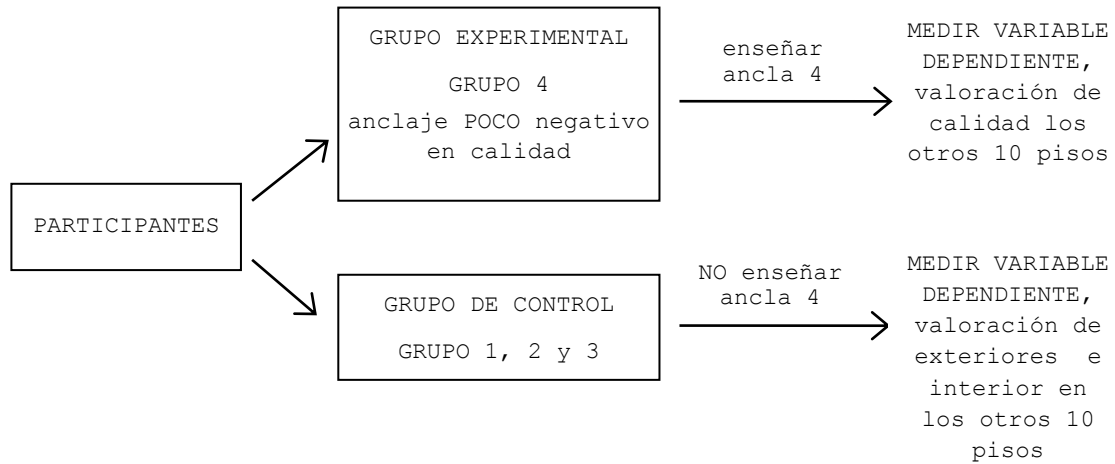 GRUPO EXPERIMENTAL
GRUPO 4
anclaje POCO negativo
en calidad
enseñar
ancla 4
MEDIR VARIABLE
DEPENDIENTE,
valoración de
calidad los
otros 10 pisos
PARTICIPANTES
GRUPO DE CONTROL
GRUPO 1, 2 y 3
NO enseñar
ancla 4
MEDIR VARIABLE
DEPENDIENTE,
valoración de
exteriores e
interior en
los otros 10
pisos